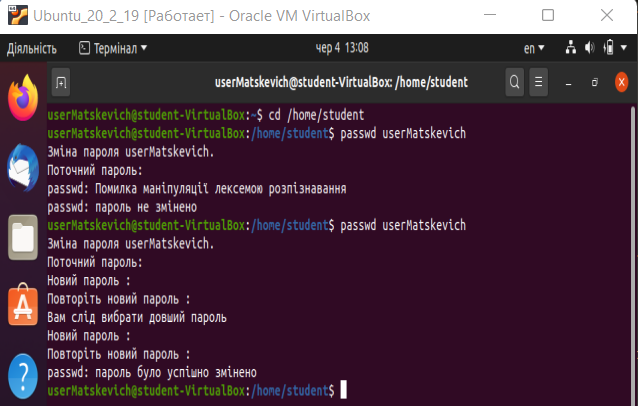 Ubuntu_20_2_19 [Работает] - Oracle VM VirtualBox
Діяльність Термінал чер 4 13:08 en
userMatskevich@student-VirtualBox: /home/student
userMatskevich@student-VirtualBox:~$ cd /home/student
userMatskevich@student-VirtualBox:/home/student$ passwd userMatskevich
Зміна пароля userMatskevich.
Поточний пароль:
passwd: Помилка маніпуляції лексемою розпізнавання
passwd: пароль не змінено
userMatskevich@student-VirtualBox:/home/student$ passwd userMatskevich
Зміна пароля userMatskevich.
Поточний пароль:
Новий пароль :
Повторіть новий пароль :
Вам слід вибрати довший пароль
Новий пароль :
Повторіть новий пароль :
passwd: пароль було успішно змінено
userMatskevich@student-VirtualBox:/home/student$